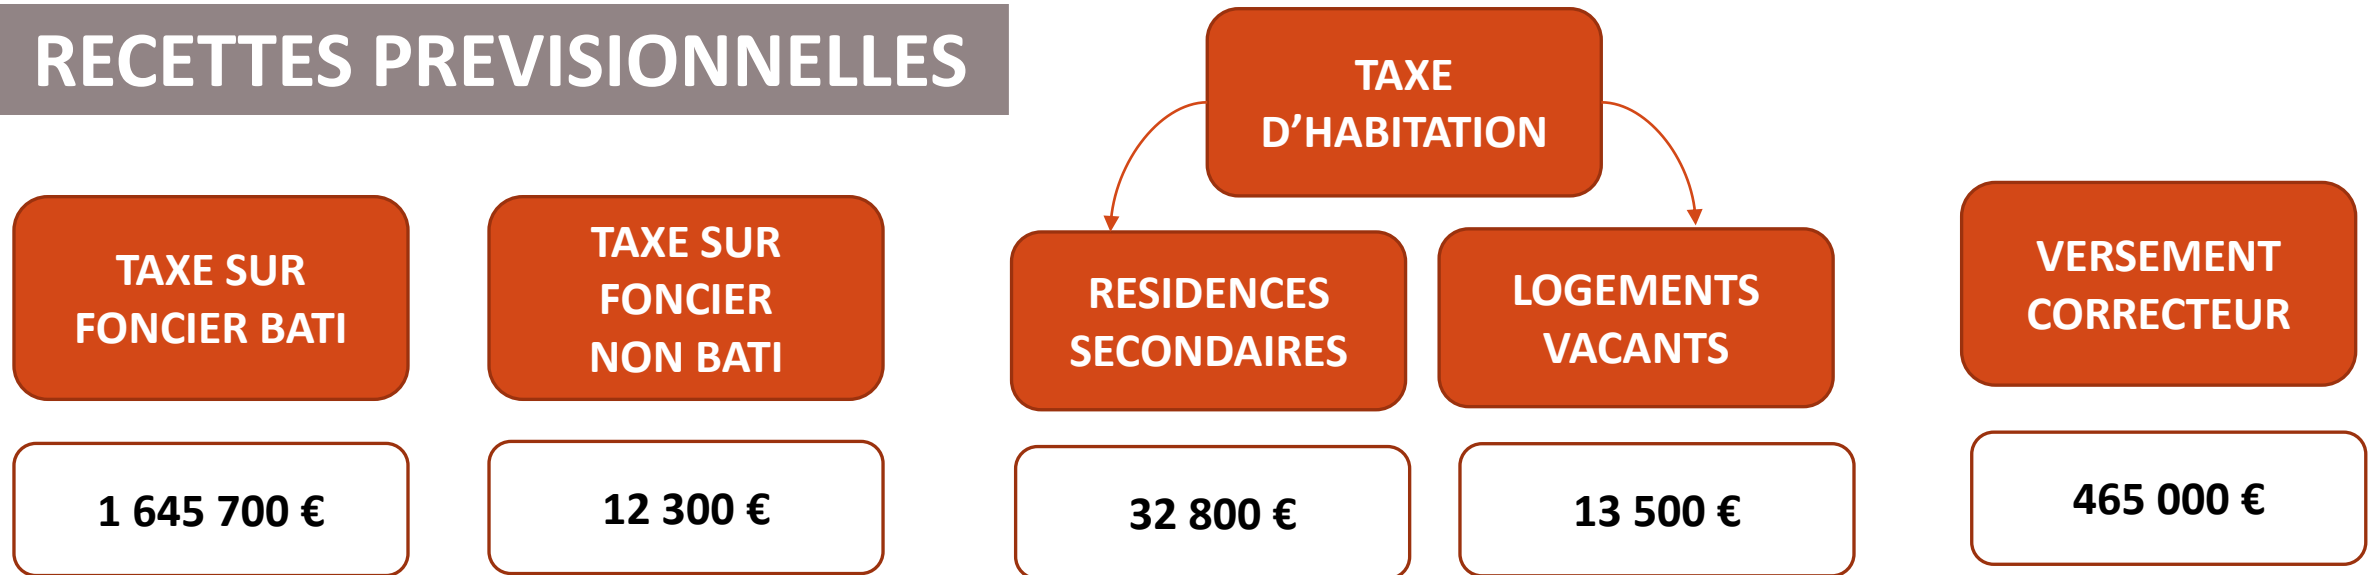 RECETTES PREVISIONNELLES
TAXE
D’HABITATION
TAXE SUR
FONCIER BATI
TAXE SUR
FONCIER
NON BATI
RESIDENCES
SECONDAIRES
LOGEMENTS
VACANTS
VERSEMENT
CORRECTEUR
1 645 700 €
12 300 €
32 800 €
13 500 €
465 000 €